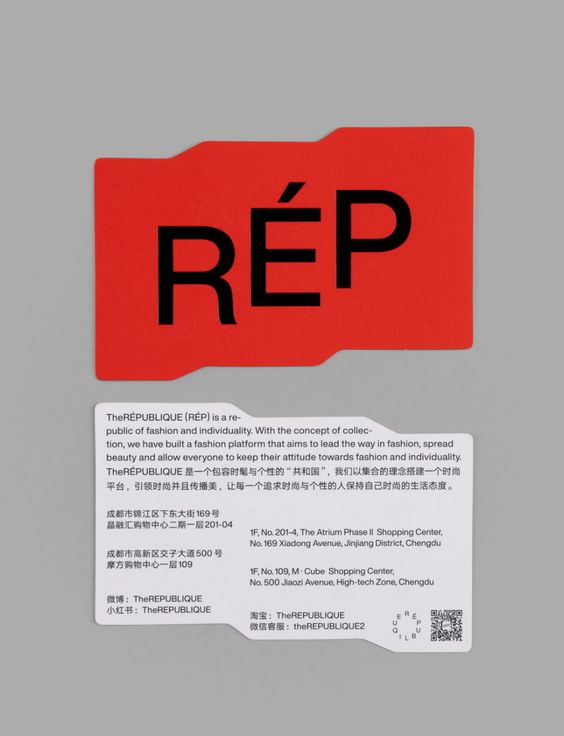 RÉP
TheRÉPUBLIQUE (RÉP) is a re-
public of fashion and individuality. With the concept of collec-
tion, we have built a fashion platform that aims to lead the way in fashion, spread
beauty and allow everyone to keep their attitude towards fashion and individuality.
TheRÉPUBLIQUE 是一个包容时髦与个性的“共和国”，我们以集合的理念搭建一个时尚
平台，引领时尚并且传播美，让每一个追求时尚与个性的人保持自己时尚的生活态度。
成都市锦江区下东大街169号
晶融汇购物中心二期一层201-04
1F, No. 201-4, The Atrium Phase II Shopping Center,
No. 169 Xiadong Avenue, Jinjiang District, Chengdu
成都市高新区交子大道500号
摩方购物中心一层109
1F, No. 109, M · Cube Shopping Center,
No. 500 Jiaozi Avenue, High-tech Zone, Chengdu
微博：TheREPUBLIQUE
小红书：TheREPUBLIQUE
淘宝：TheREPUBLIQUE
微信客服：theREPUBLIQUE2
RÉPUBLIQUE